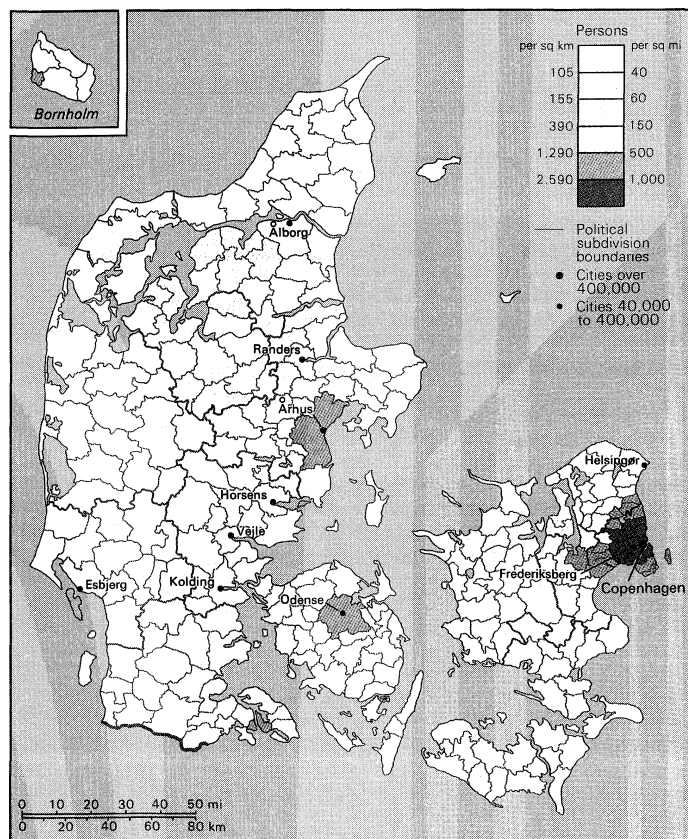 Bornholm
Persons
per sq km per sq mi
105 40
155 60
390 150
1,290 500
2,590 1,000
Political
subdivision
boundaries
Cities over
400,000
Cities 40,000
to 400,000
Ålborg
Randers
Århus
Helsingør
Horsens
Vejle
Frederiksberg
Esbjerg
Kolding
Odense
Copenhagen
0 10 20 30 40 50 mi
0 20 40 60 80 km